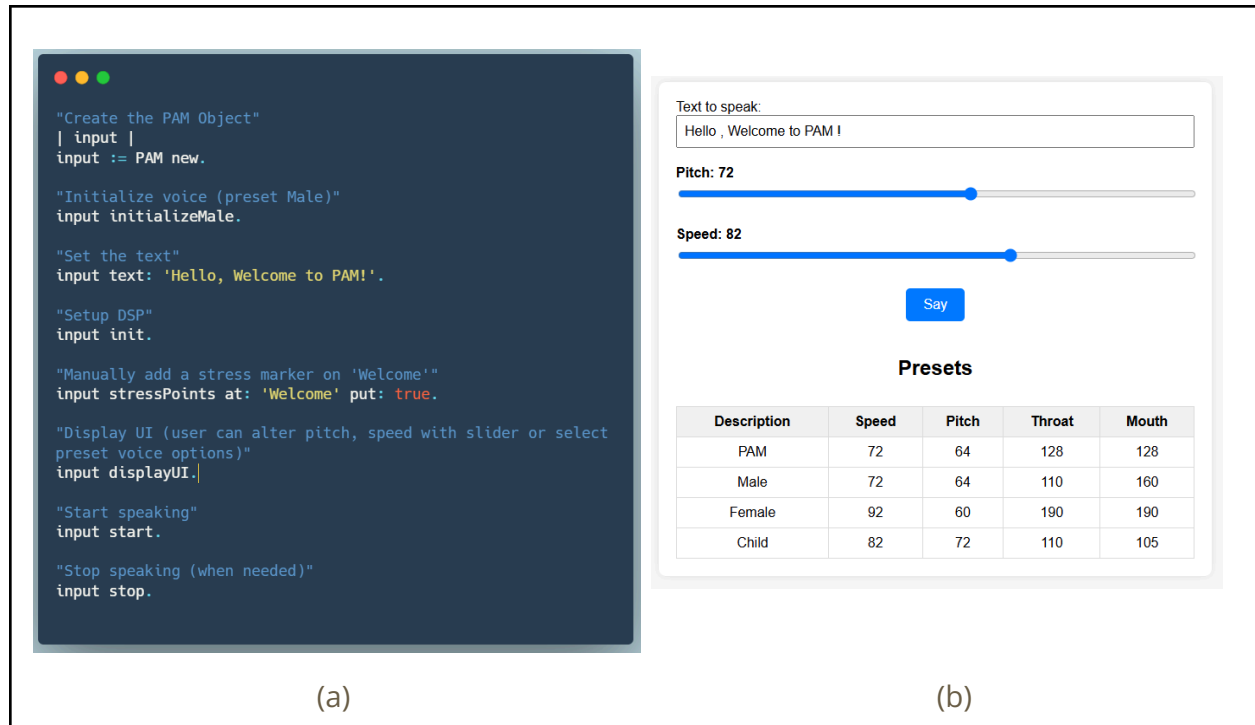 "Create the PAM Object"
| input |
input := PAM new.
"Initialize voice (preset Male)"
input initializeMale.
"Set the text"
input text: 'Hello, Welcome to PAM!'.
"Setup DSP"
input init.
"Manually add a stress marker on 'Welcome'"
input stressPoints at: 'Welcome' put: true.
"Display UI (user can alter pitch, speed with slider or select
preset voice options)"
input displayUI.
"Start speaking"
input start.
"Stop speaking (when needed)"
input stop.
(a)
Text to speak:
Hello , Welcome to PAM !
Pitch: 72
Speed: 82
Say
Presets
Description Speed Pitch Throat Mouth
PAM 72 64 128 128
Male 72 64 110 160
Female 92 60 190 190
Child 82 72 110 105
(b)